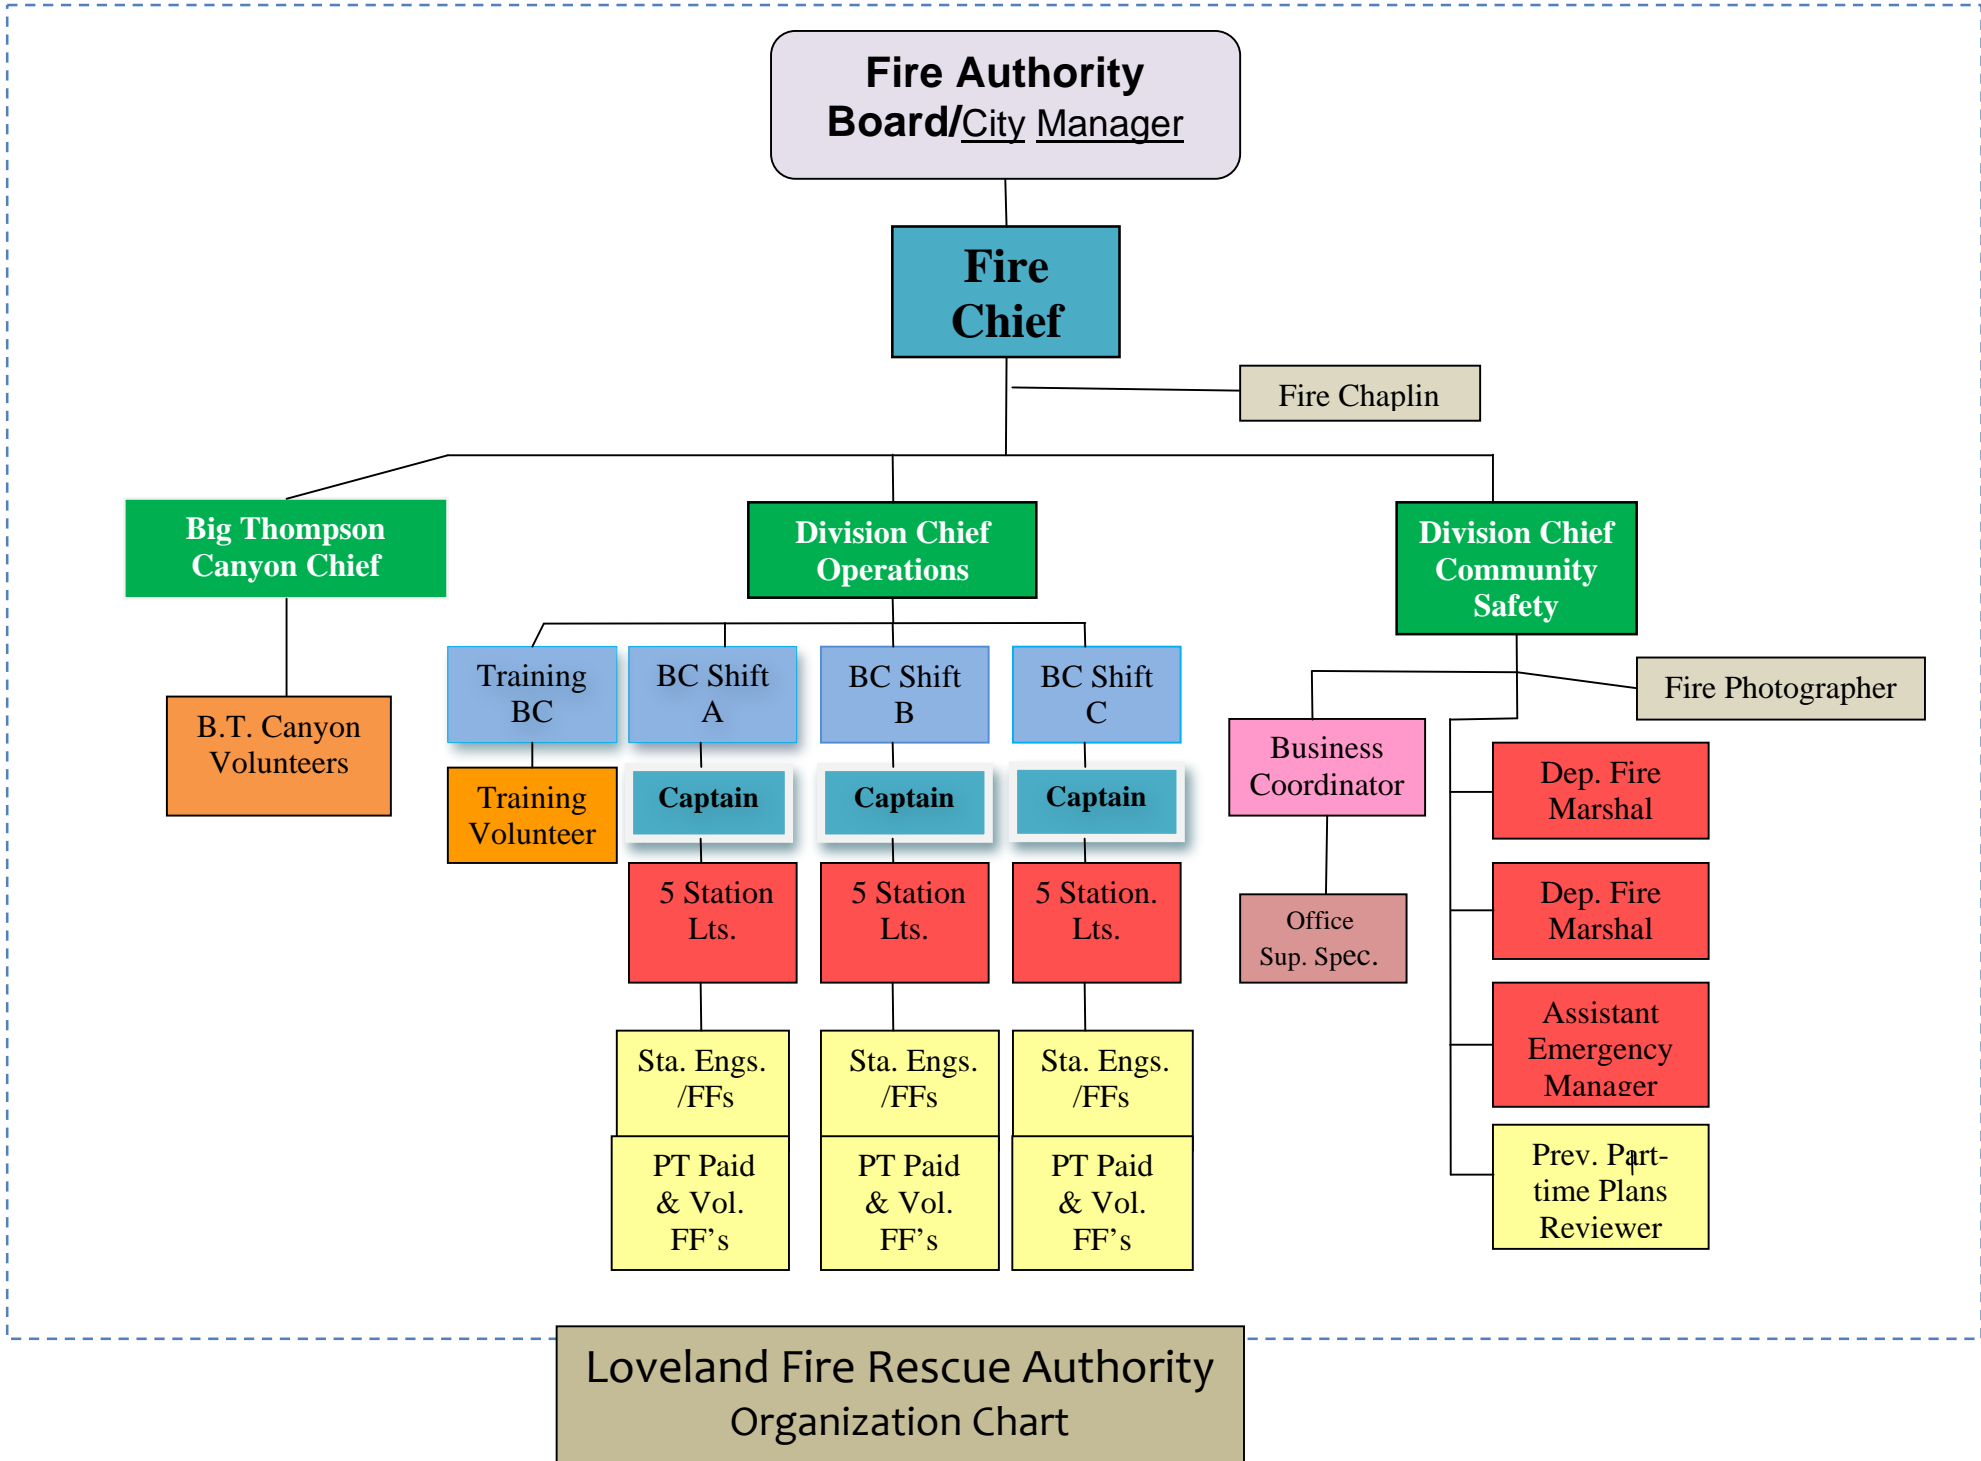 Fire Authority
Board/City Manager
Fire
Chief
Fire Chaplin
Big Thompson
Canyon Chief
Division Chief
Operations
Division Chief
Community
Safety
B.T. Canyon
Volunteers
Training
BC
BC Shift
A
BC Shift
B
BC Shift
C
Fire Photographer
Training
Volunteer
Captain
Captain
Captain
Business
Coordinator
Dep. Fire
Marshal
5 Station
Lts.
5 Station
Lts.
5 Station.
Lts.
Office
Sup. Spec.
Dep. Fire
Marshal
Assistant
Emergency
Manager
Sta. Engs.
/FFs
Sta. Engs.
/FFs
Sta. Engs.
/FFs
PT Paid
& Vol.
FF’s
PT Paid
& Vol.
FF’s
PT Paid
& Vol.
FF’s
Prev. Part-
time Plans
Reviewer
Loveland Fire Rescue Authority
Organization Chart